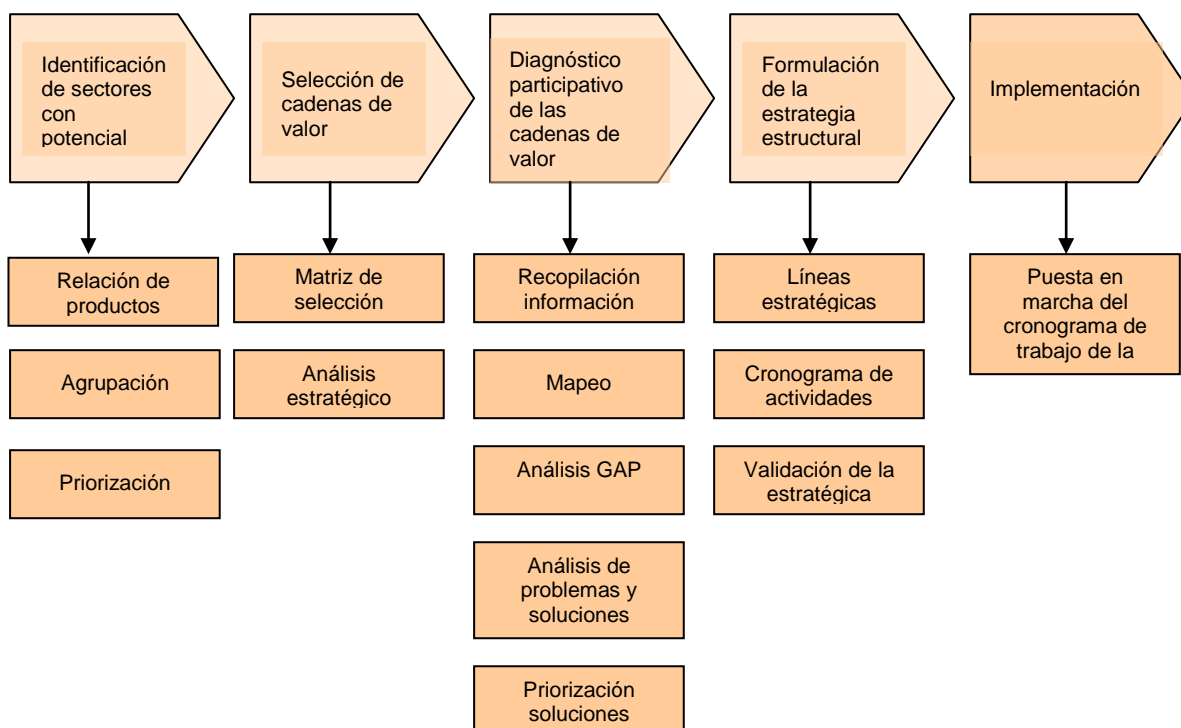 Identificación
de sectores
con
potencial
Selección de
cadenas de
valor
Diagnóstico
participativo
de las
cadenas de
valor
Formulación
de la
estrategia
estructural
Implementación
Relación de
productos
Agrupación
Priorización
Matriz de
selección
Análisis
estratégico
Recopilación
información
Mapeo
Análisis GAP
Análisis de
problemas y
soluciones
Priorización
soluciones
Líneas
estratégicas
Cronograma de
actividades
Validación de la
estratégica
Puesta en
marcha del
cronograma de
trabajo de la